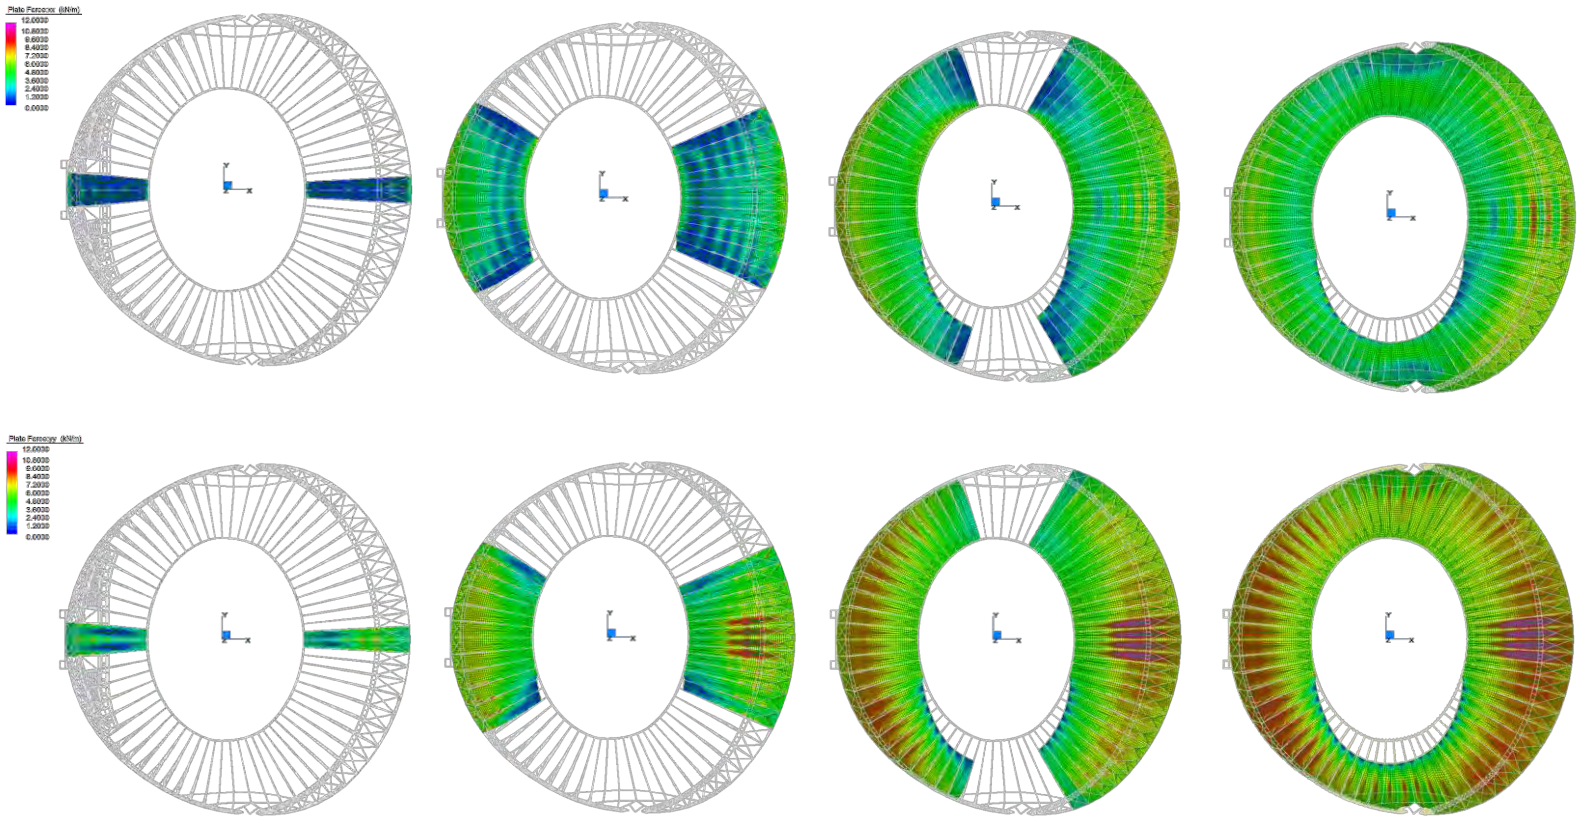 Plate Force:xx (kN/m)
12.0000
10.8000
9.6000
8.4000
7.2000
6.0000
4.8000
3.6000
2.4000
1.2000
0.0000
Y
Z X
Y
Z X
Y
Z X
Y
Z X
Plate Force:yy (kN/m)
12.0000
10.8000
9.6000
8.4000
7.2000
6.0000
4.8000
3.6000
2.4000
1.2000
0.0000
Y
Z X
Y
Z X
Y
Z X
Y
Z X